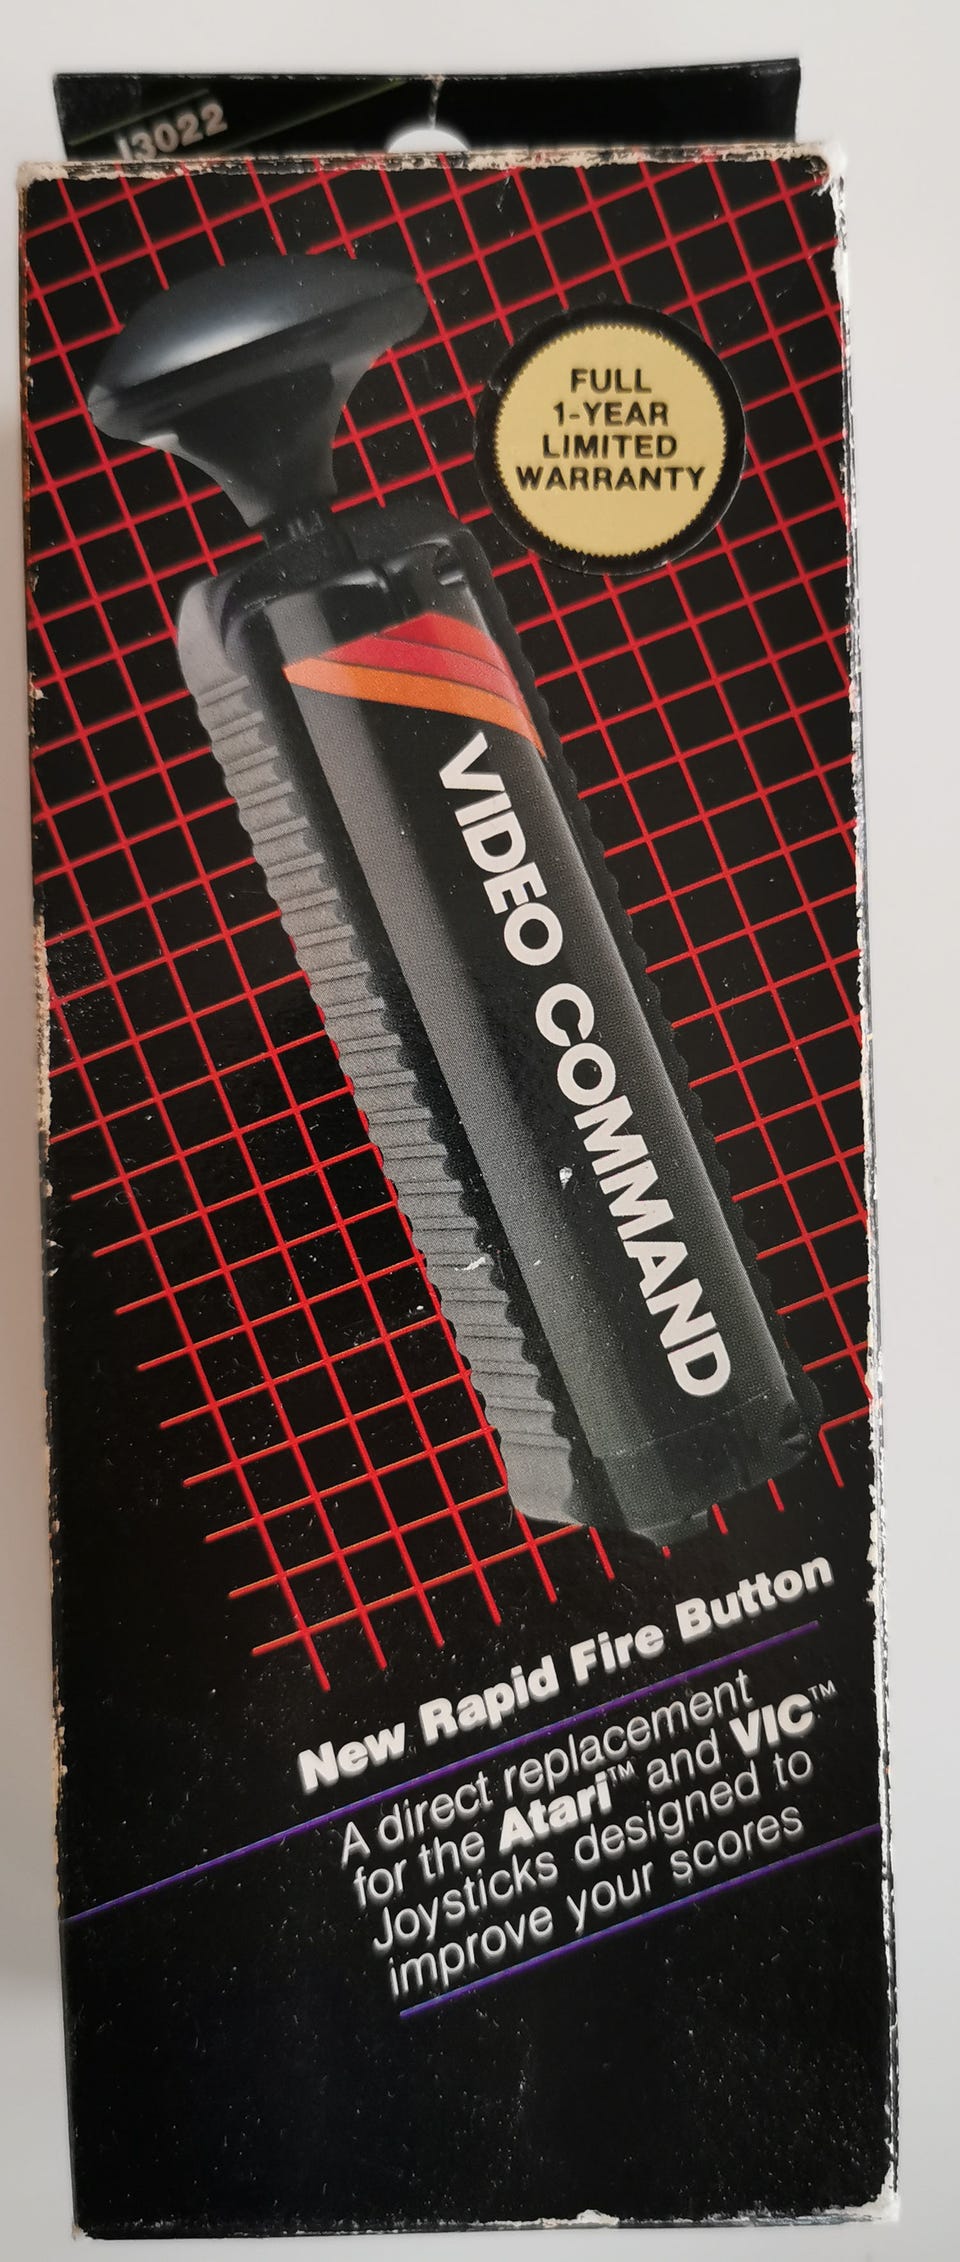 13022
FULL
1-YEAR
LIMITED
WARRANTY
VIDEO COMMAND
New Rapid Fire Button
A direct replacement
for the Atari™ and VIC™
Joysticks designed to
improve your scores